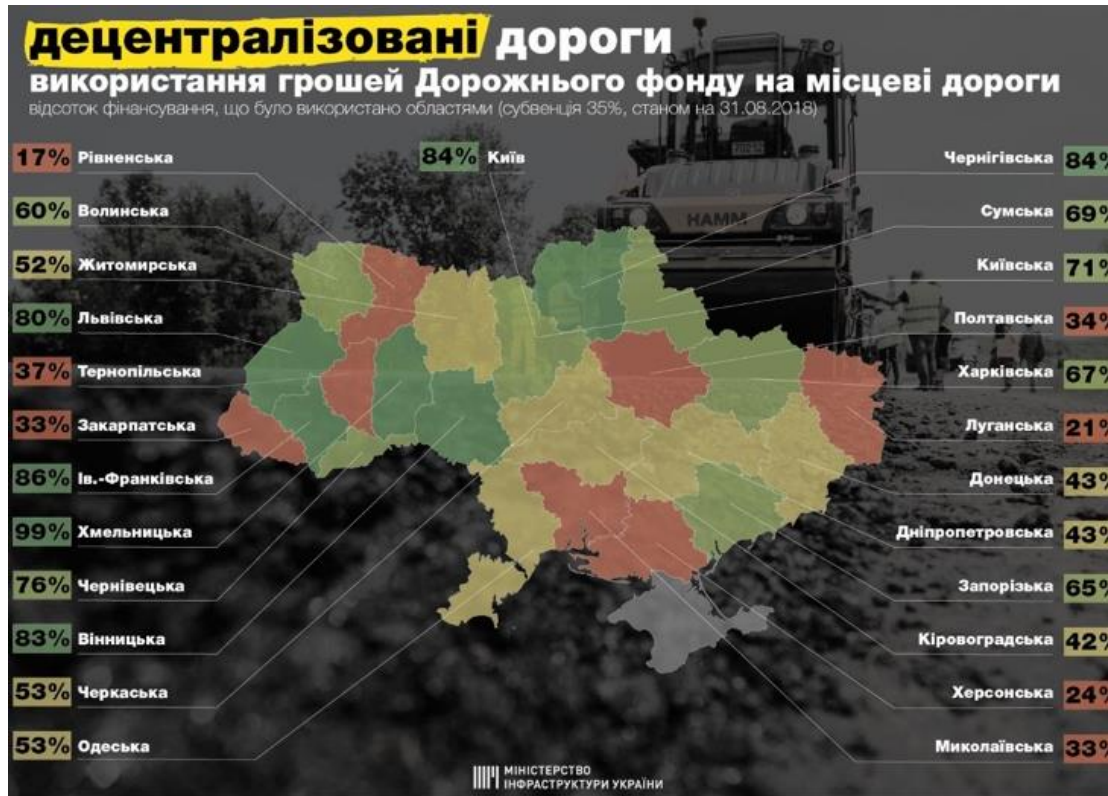 децентралізовані дороги
використання грошей Дорожнього фонду на місцеві дороги
відсоток фінансування, що було використано областями (субвенція 35%, станом на 31.08.2018)
17% Рівненська
60% Волинська
52% Житомирська
80% Львівська
37% Тернопільська
33% Закарпатська
86% Ів.-Франківська
99% Хмельницька
76% Чернівецька
83% Вінницька
53% Черкаська
53% Одеська
84% Київ
Чернігівська 84%
Сумська 69%
Київська 71%
Полтавська 34%
Харківська 67%
Луганська 21%
Донецька 43%
Дніпропетровська 43%
Запорізька 65%
Кіровоградська 42%
Херсонська 24%
Миколаївська 33%
HAMM
МІНІСТЕРСТВО
ІНФРАСТРУКТУРИ УКРАЇНИ